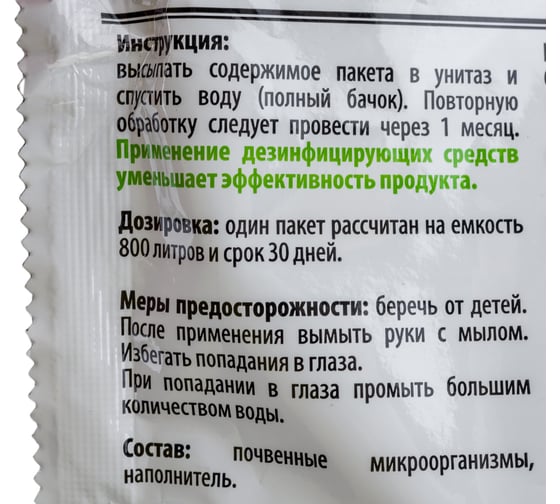 Инструкция:
высыпать содержимое пакета в унитаз и
спустить воду (полный бачок). Повторную
обработку следует провести через 1 месяц.
Применение дезинфицирующих средств
уменьшает эффективность продукта.
Дозировка: один пакет рассчитан на емкость
800 литров и срок 30 дней.
Меры предосторожности: беречь от детей.
После применения вымыть руки с мылом.
Избегать попадания в глаза.
При попадании в глаза промыть большим
количеством воды.
Состав: почвенные микроорганизмы,
наполнитель.